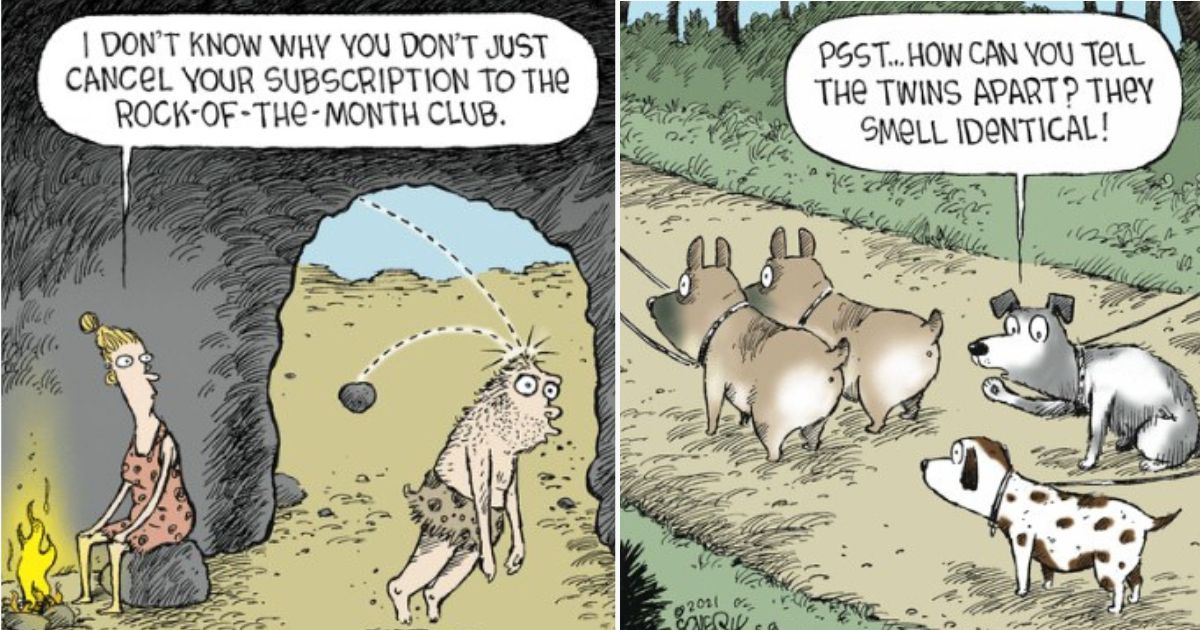 I DON'T KNOW WHY YOU DON'T JUST
CANCEL YOUR SUBSCRIPTION TO THE
ROCK-OF-THE-MONTH CLUB.
PSST...HOW CAN YOU TELL
THE TWINS APART? THEY
SMELL IDENTICAL!
©2021